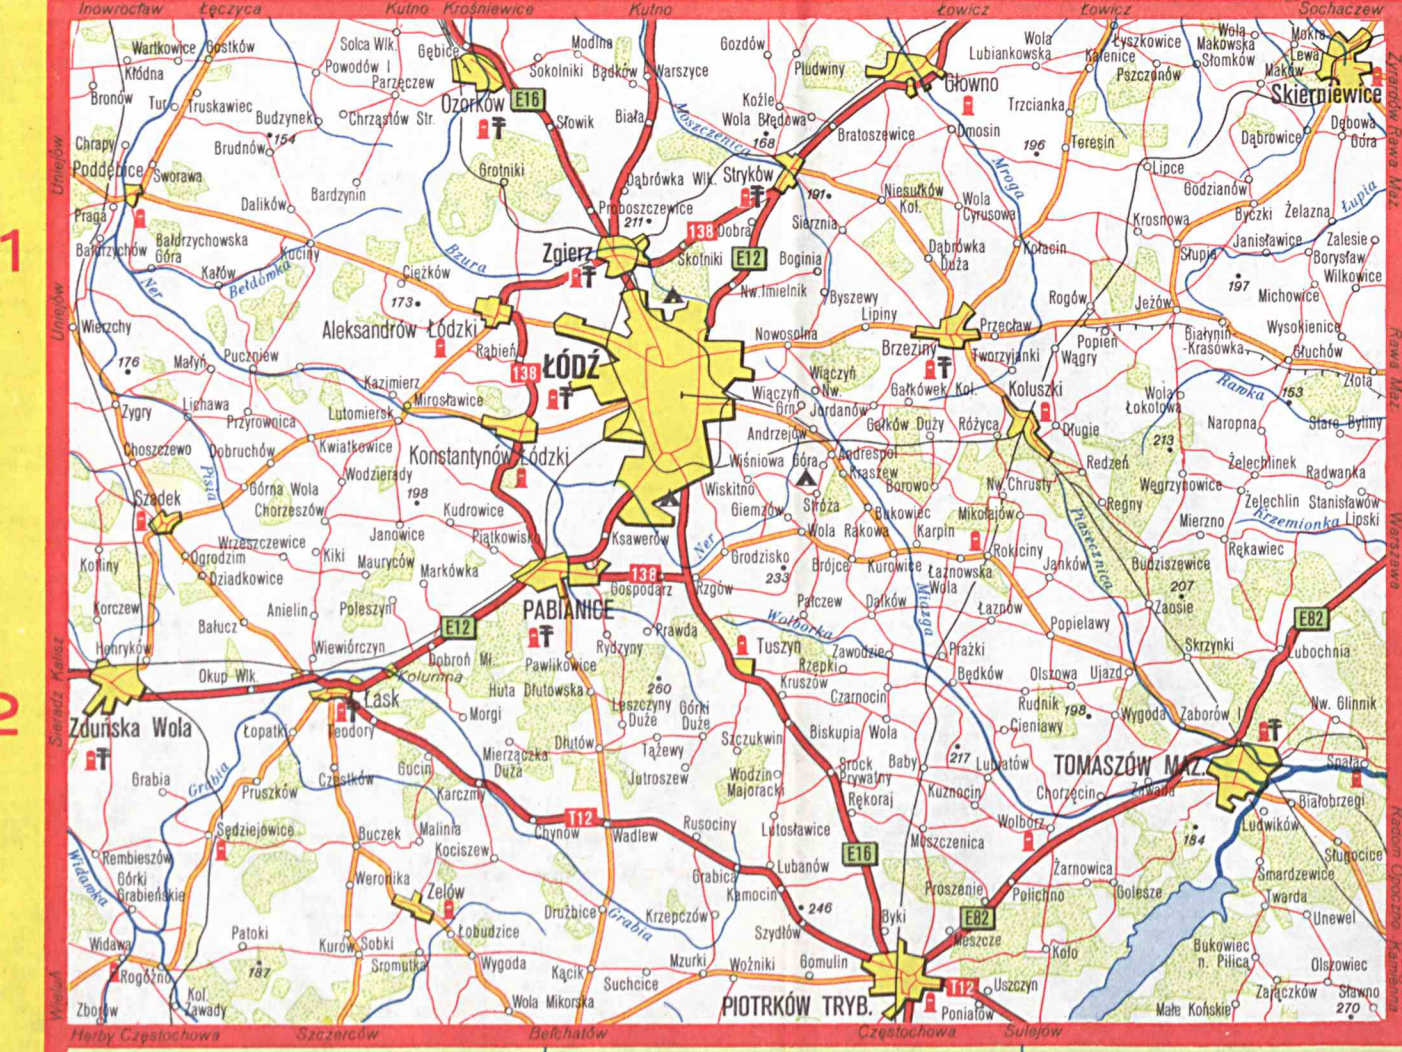 Inowrocław Łęczyca Kutno Krośniewice Kutno Łowicz Łowicz Sochaczew
Wartkowice Gostków Solca Wlk. Gębice Modlna Gozdów Wola Lubiankowska Łyszkowice Wola Makowska Mokra Lewa
Kłódna Powodów I Sokolniki Bądków Warszyce Pludwiny Kalenice Słomków
Bronów Tur Truskawiec Parzęczew Ozorków E16 Koźle Głowno Pszczonów Maków Skierniewice
Budzynek Chrząstów Str. Słowik Biała Moszczenica Wola Błędowa Trzcianka Dębowa Góra
Chrapy Brudnów 154 168 Bratoszewice Dmosin 196 Teresin Dąbrowice
Poddębice Sworawa Grotniki Stryków Mroga Lipce
Bardzynin Dąbrówka Wlk. 191 Niesułków Kol. Wola Cyrusowa Godzianów Łupia
Praga Dalików Proboszczewice 211 138 Dobra Sierznia Krosnowa Byczki Żelazna
Bałdrzychów Bałdrzychowska Góra Kuciny Bzura Zgierz Skotniki E12 Boginia Dąbrówka Duża Kołacin Słupia Janisławice Zalesie
Ner Kałów Bełdówka Ciężków Borysław
173 Nw. Imielnik Byszewy Rogów Jeżów 197 Michowice Wilkowice
Wierzchy Aleksandrów Łódzki Nowosolna Lipiny Przecław Popień Białynin-
-Krasówka Wysokienice
176 Małyń Puczniew Rąbień ŁÓDŹ Brzeziny Tworzyjanki Wągry Głuchów
Kazimierz 138 Wiączyń Nw. Gałkówek Kol. Koluszki Wola Łokotowa Rawka 153 Złota
Zygry Lichawa Przyrownica Lutomiersk Mirosławice Wiączyń Grn. Jordanów
Choszczewo Dobruchów Kwiatkowice Konstantynów Łódzki Andrzejów Gałków Duży Różyca Długie 213 Naropna Stare Byliny
Pisia Wodzierady Wiśniowa Góra Andrespol Redzeń Żelechlinek Radwanka
Szadek Górna Wola 198 Wiskitno Kraszew Borowo Nw. Chrusty Węgrzynowice
Chorzeszów Kudrowice Giemzów Stróża Bukowiec Mikołajów Regny Żelechlin Stanisławów Lipski
Wrzeszczewice Janowice Piątkowisko Ksawerów Wola Rakowa Karpin Mierzno Krzemionka
Kotliny Ogrodzim Kiki Mauryców Ner Grodzisko 233 Brójce Kurowice Rokiciny Piasecznica Rękawiec
Dziadkowice Markówka 138 Gospodarz Rzgów Łaznowska Wola Janków Budziszewice 207
Korczew Anielin Poleszyn PABIANICE Palczew Dalków Miazga Łaznów Zaosie
Bałucz E12 Wolborka Popielawy E82
Henryków Wiewiórczyn Dobroń Mł. Rydzyny Prawda Tuszyn Zawodzie Prażki Skrzynki Lubochnia
Okup Wlk. Kolumna Pawlikowice Rzepki Będków Olszowa Ujazd
Zduńska Wola Łask Huta Dłutowska 260 Kruszów Czarnocin Rudnik 198 Wygoda Zaborów I Nw. Glinnik
Łopatki Teodory Morgi Leszczyny Duże Górki Duże Biskupia Wola Cieniawy
Grabia Gucin Mierzączka Duża Dłutów Tążewy Szczukwin Srock Prywatny Baby 217 Lubiatów TOMASZÓW MAZ. Spała
Grabia Pruszków Czestków Karczmy Jutroszew Wodzin Majoracki Rękoraj Kuznocin Chorzęcin Zawada Białobrzegi
Sędziejowice Buczek Malinia Chynów T12 Wadlew Rusociny Lutosławice Wolbórz 184 Ludwików
Widawka Rembieszów Kociszew E16 Moszczenica Żarnowica Sługocice
Górki Grabieńskie Weronika Zelów Grabica Lubanów Proszenie Polichno Golesze Smardzewice
Kamocin 246 Twarda
Drużbice Grabia Krzepczów Byki E82 Unewel
Widawa Patoki Kurów Sobki Łobudzice Szydłów Meszcze Koło Bukowiec n. Pilicą
Rogóźno 187 Sromutka Wygoda Kącik Mzurki Woźniki Gomulin Olszowiec
Zborów Kol. Zawady Wola Mikorska Suchcice PIOTRKÓW TRYB. T12 Uszczyn Poniatów Małe Końskie Zajączków Sławno 270
Herby Częstochowa Szczerców Bełchatów Częstochowa Sulejów
Uniejów
Uniejów
Sieradz Kalisz
Wieluń
Żyrardów Rawa Maz.
Rawa Maz.
Warszawa
Radom Opoczno Kamienna
1
2